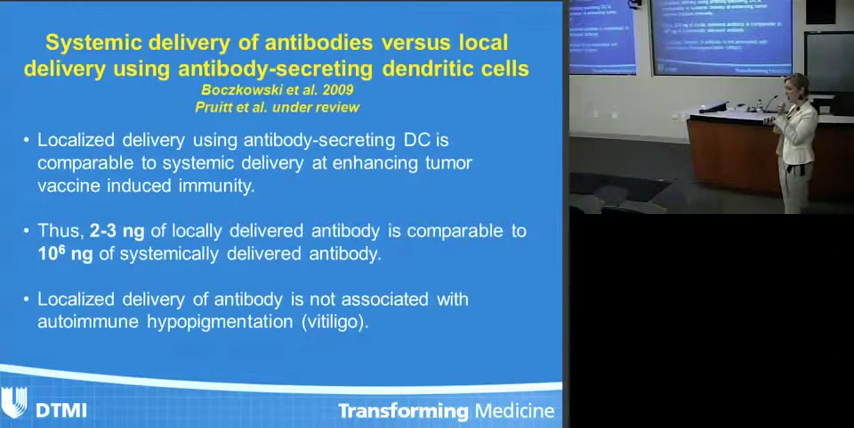 Systemic delivery of antibodies versus local
delivery using antibody-secreting dendritic cells
Boczkowski et al. 2009
Pruitt et al. under review
• Localized delivery using antibody-secreting DC is
comparable to systemic delivery at enhancing tumor
vaccine induced immunity.
• Thus, 2-3 ng of locally delivered antibody is comparable to
10⁶ ng of systemically delivered antibody.
• Localized delivery of antibody is not associated with
autoimmune hypopigmentation (vitiligo).
DTMI
Transforming Medicine